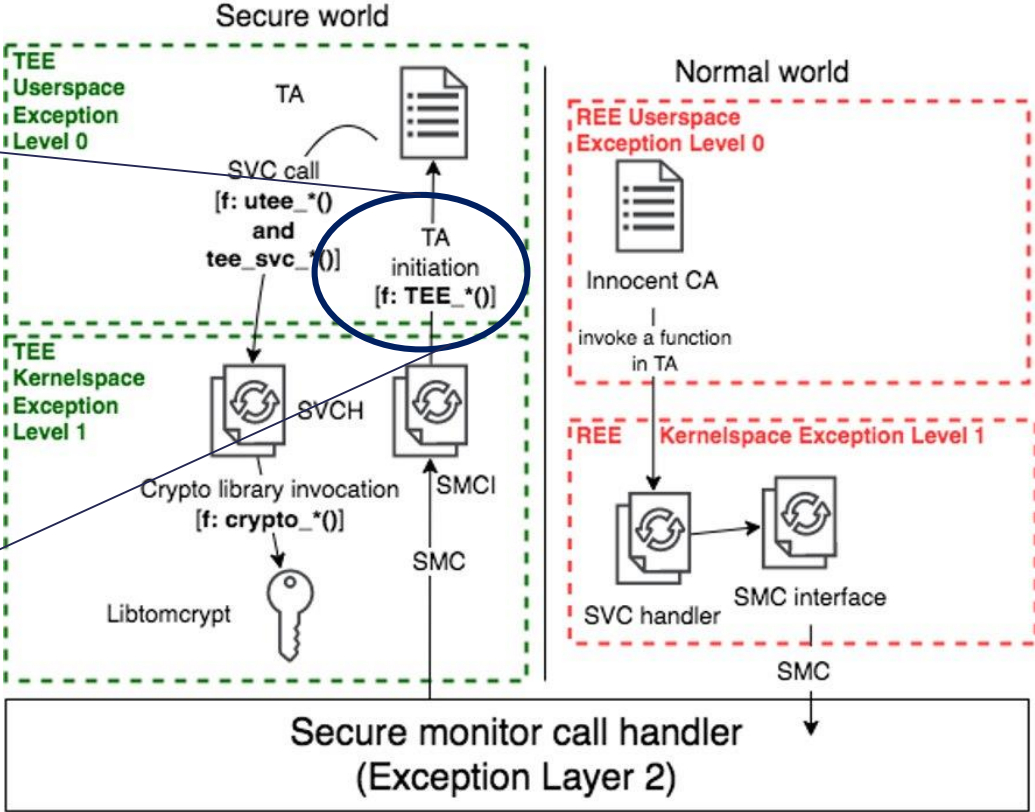 Secure world
TEE
Userspace
Exception
Level 0
TA
SVC call
[f: utee_*()
and
tee_svc_*()]
TA
initiation
[f: TEE_*()]
TEE
Kernelspace
Exception
Level 1
SVCH
SMCI
Crypto library invocation
[f: crypto_*()]
SMC
Libtomcrypt
Normal world
REE Userspace
Exception Level 0
Innocent CA
invoke a function
in TA
REE Kernelspace Exception Level 1
SVC handler
SMC interface
SMC
Secure monitor call handler
(Exception Layer 2)